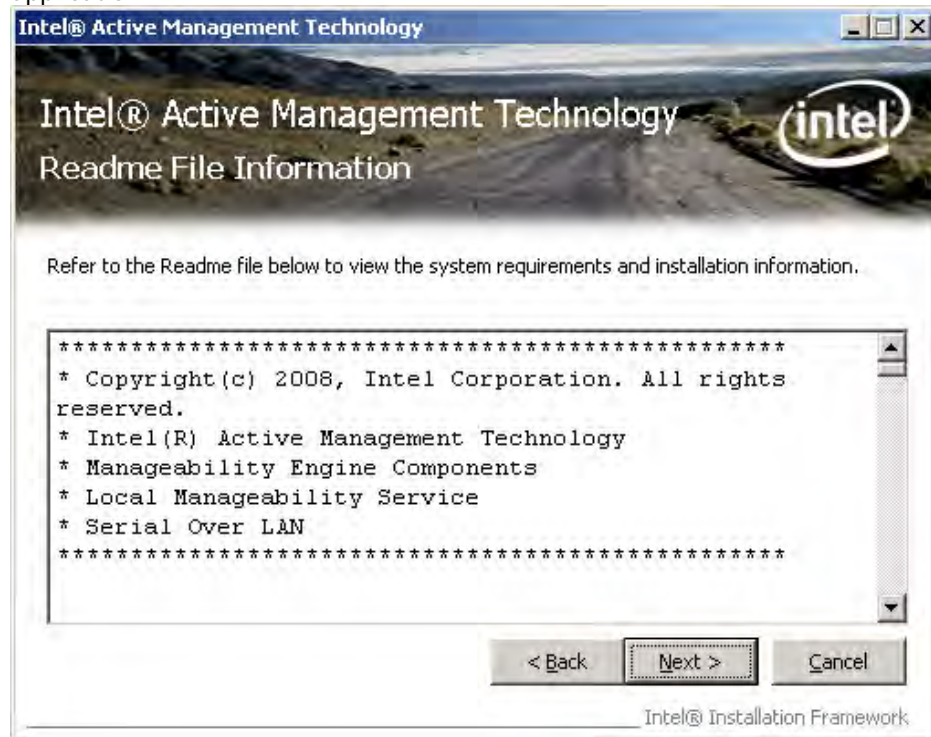 Intel® Active Management Technology
Intel® Active Management Technology
intel
Readme File Information
Refer to the Readme file below to view the system requirements and installation information.
**************************************************
* Copyright(c) 2008, Intel Corporation. All rights
reserved.
* Intel(R) Active Management Technology
* Manageability Engine Components
* Local Manageability Service
* Serial Over LAN
**************************************************
< Back Next > Cancel
Intel® Installation Framework